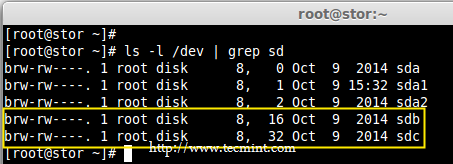 root@stor:~
[root@stor ~]#
[root@stor ~]# ls -l /dev | grep sd
brw-rw----. 1 root disk      8,   0 Oct  9  2014 sda
brw-rw----. 1 root disk      8,   1 Oct  9 15:32 sda1
brw-rw----. 1 root disk      8,   2 Oct  9  2014 sda2
brw-rw----. 1 root disk      8,  16 Oct  9  2014 sdb
brw-rw----. 1 root disk      8,  32 Oct  9  2014 sdc
[root@stor ~]#
http://www.tecmint.com